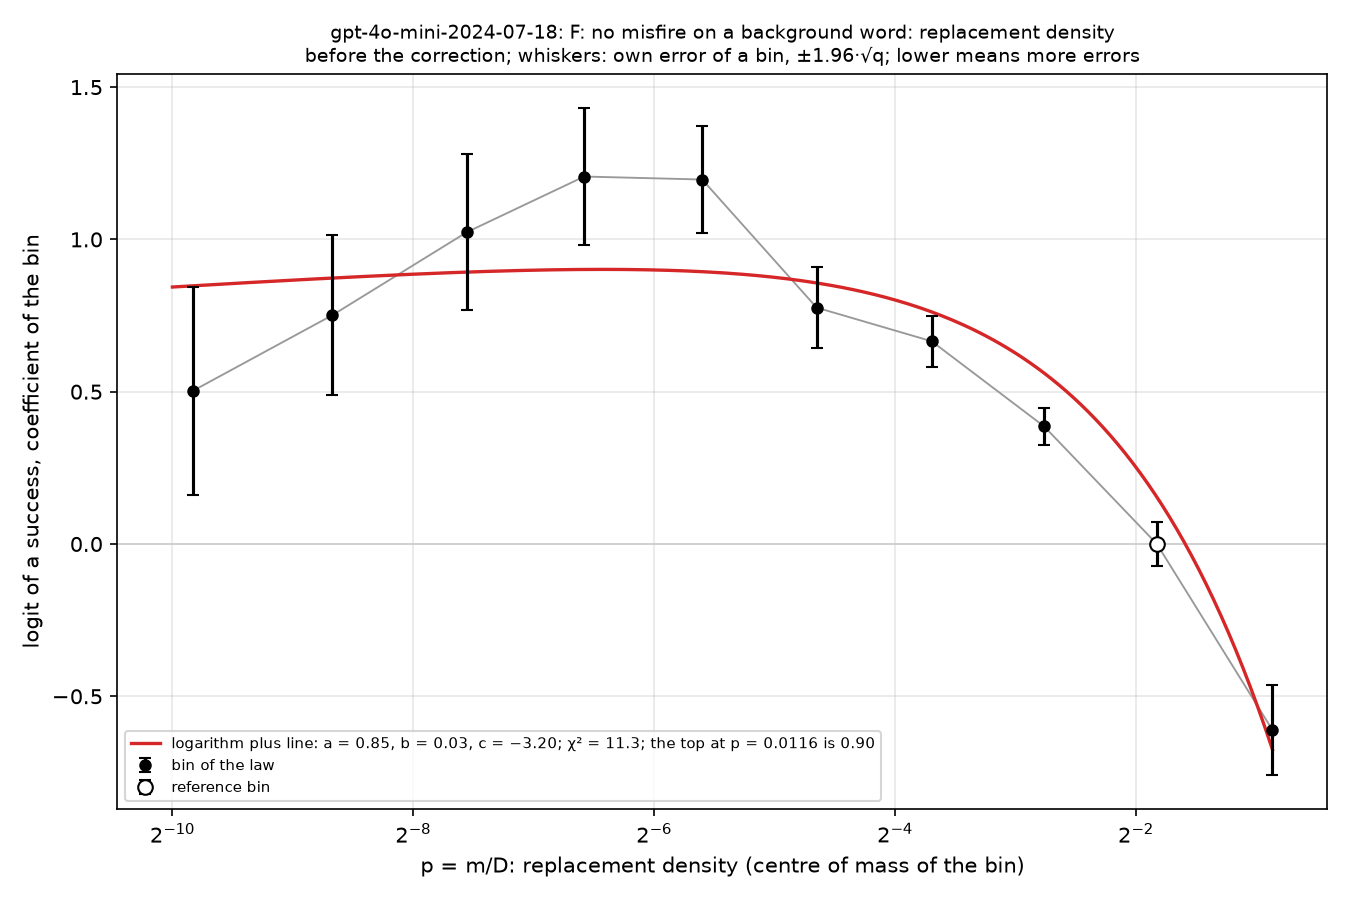 gpt-4o-mini-2024-07-18: F: no misfire on a background word: replacement density
before the correction; whiskers: own error of a bin, ±1.96·√q; lower means more errors
logit of a success, coefficient of the bin
1.5
1.0
0.5
0.0
−0.5
logarithm plus line: a = 0.85, b = 0.03, c = −3.20; χ² = 11.3; the top at p = 0.0116 is 0.90
bin of the law
reference bin
2⁻¹⁰ 2⁻⁸ 2⁻⁶ 2⁻⁴ 2⁻²
p = m/D: replacement density (centre of mass of the bin)